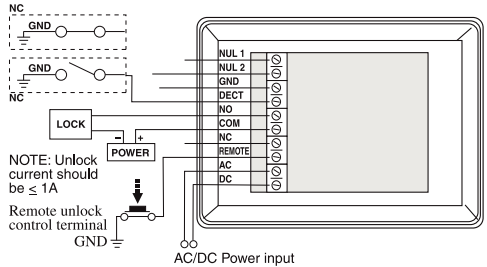 NC
GND
GND
NC
NUL 1
NUL 2
GND
DECT
NO
COM
NC
REMOTE
AC
DC
LOCK
– +
POWER
NOTE: Unlock
current should
be ≤ 1A
Remote unlock
control terminal
GND
AC/DC Power input